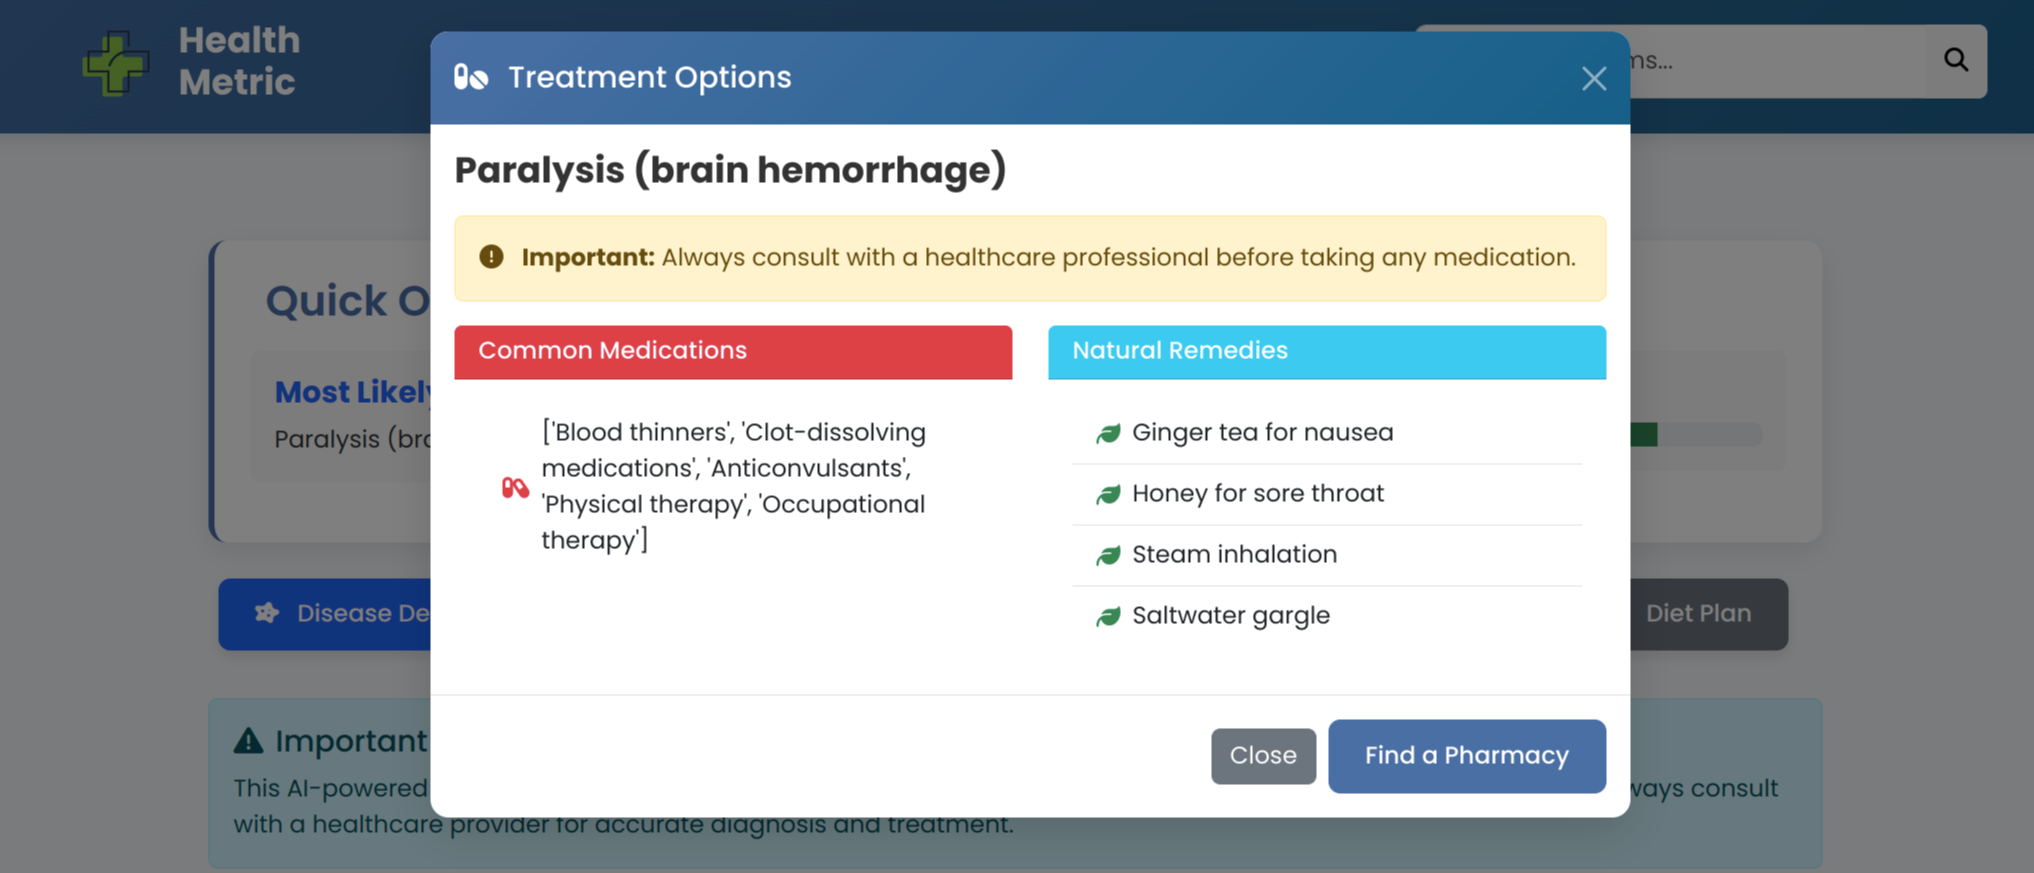 Health
Metric
ms...
Treatment Options
Paralysis (brain hemorrhage)
Important: Always consult with a healthcare professional before taking any medication.
Common Medications
['Blood thinners', 'Clot-dissolving
medications', 'Anticonvulsants',
'Physical therapy', 'Occupational
therapy']
Natural Remedies
Ginger tea for nausea
Honey for sore throat
Steam inhalation
Saltwater gargle
Close
Find a Pharmacy
Quick O
Most Likely
Paralysis (bro
Disease De
Diet Plan
Important
This AI-powered
ways consult
with a healthcare provider for accurate diagnosis and treatment.